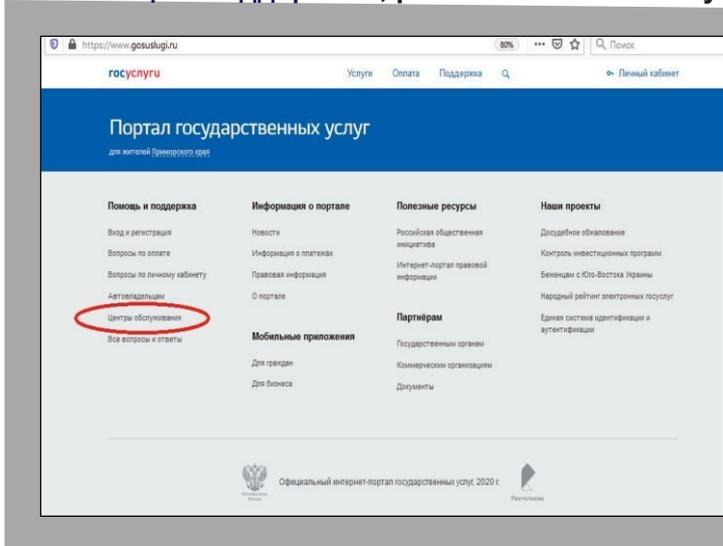 https://www.gosuslugi.ru
80%
Поиск
госуслуги
Услуги
Оплата
Поддержка
Личный кабинет
Портал государственных услуг
для жителей Приморского края
Помощь и поддержка
Вход и регистрация
Вопросы по оплате
Вопросы по личному кабинету
Автовладельцам
Центры обслуживания
Все вопросы и ответы
Информация о портале
Новости
Информация о платежах
Правовая информация
О портале
Мобильные приложения
Для граждан
Для бизнеса
Полезные ресурсы
Российская общественная
инициатива
Интернет-портал правовой
информации
Партнёрам
Государственным органам
Коммерческим организациям
Документы
Наши проекты
Досудебное обжалование
Контроль инвестиционных программ
Беженцам с Юго-Востока Украины
Народный рейтинг электронных госуслуг
Единая система идентификации и
аутентификации
Официальный интернет-портал государственных услуг, 2020 г.
Ростелеком